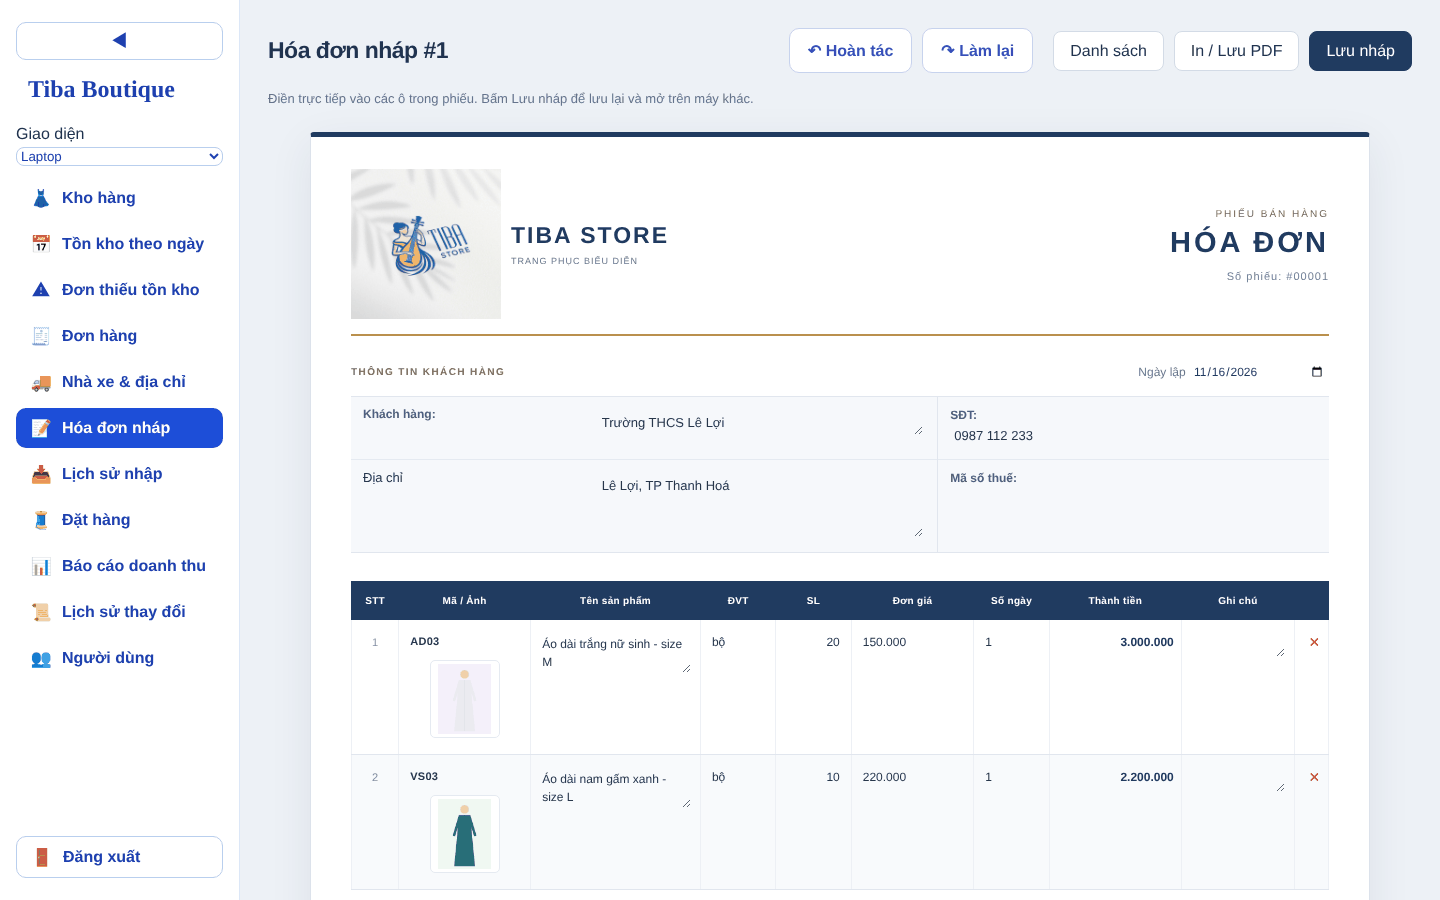 Tiba Boutique
Giao diện
Laptop
Kho hàng
Tồn kho theo ngày
Đơn thiếu tồn kho
Đơn hàng
Nhà xe & địa chỉ
Hóa đơn nháp
Lịch sử nhập
Đặt hàng
Báo cáo doanh thu
Lịch sử thay đổi
Người dùng
Đăng xuất
Hóa đơn nháp #1
↶ Hoàn tác
↷ Làm lại
Danh sách
In / Lưu PDF
Lưu nháp
Điền trực tiếp vào các ô trong phiếu. Bấm Lưu nháp để lưu lại và mở trên máy khác.
TIBA
STORE
TIBA STORE
TRANG PHỤC BIỂU DIỄN
PHIẾU BÁN HÀNG
HÓA ĐƠN
Số phiếu: #00001
THÔNG TIN KHÁCH HÀNG
Ngày lập 11/16/2026
Khách hàng: Trường THCS Lê Lợi
SĐT:
0987 112 233
Địa chỉ Lê Lợi, TP Thanh Hoá
Mã số thuế:
STT Mã / Ảnh Tên sản phẩm ĐVT SL Đơn giá Số ngày Thành tiền Ghi chú
1 AD03 Áo dài trắng nữ sinh - size bộ 20 150.000 1 3.000.000 ✕
M
2 VS03 Áo dài nam gấm xanh - bộ 10 220.000 1 2.200.000 ✕
size L